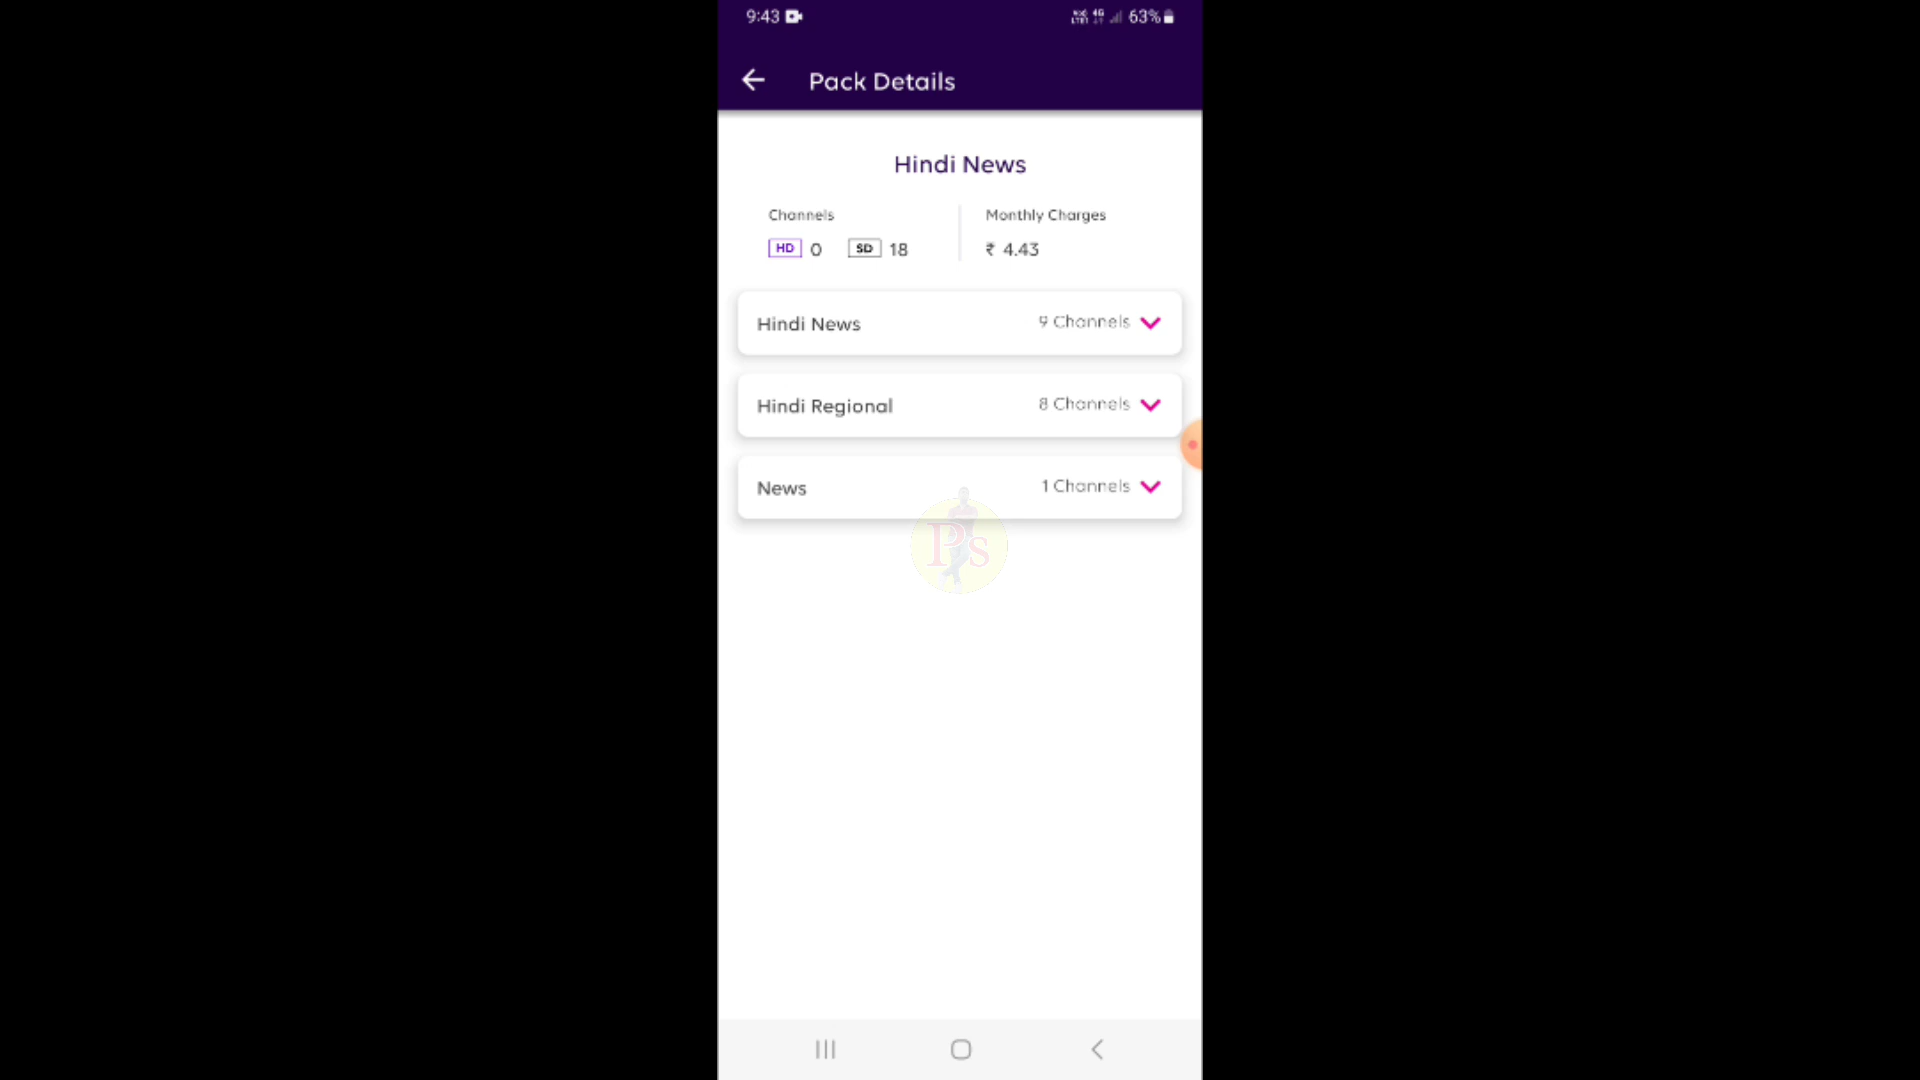 9:43 63%
Pack Details
Hindi News
Channels
Monthly Charges
HD 0 SD 18
₹ 4.43
Hindi News 9 Channels
Hindi Regional 8 Channels
News 1 Channels
Ps